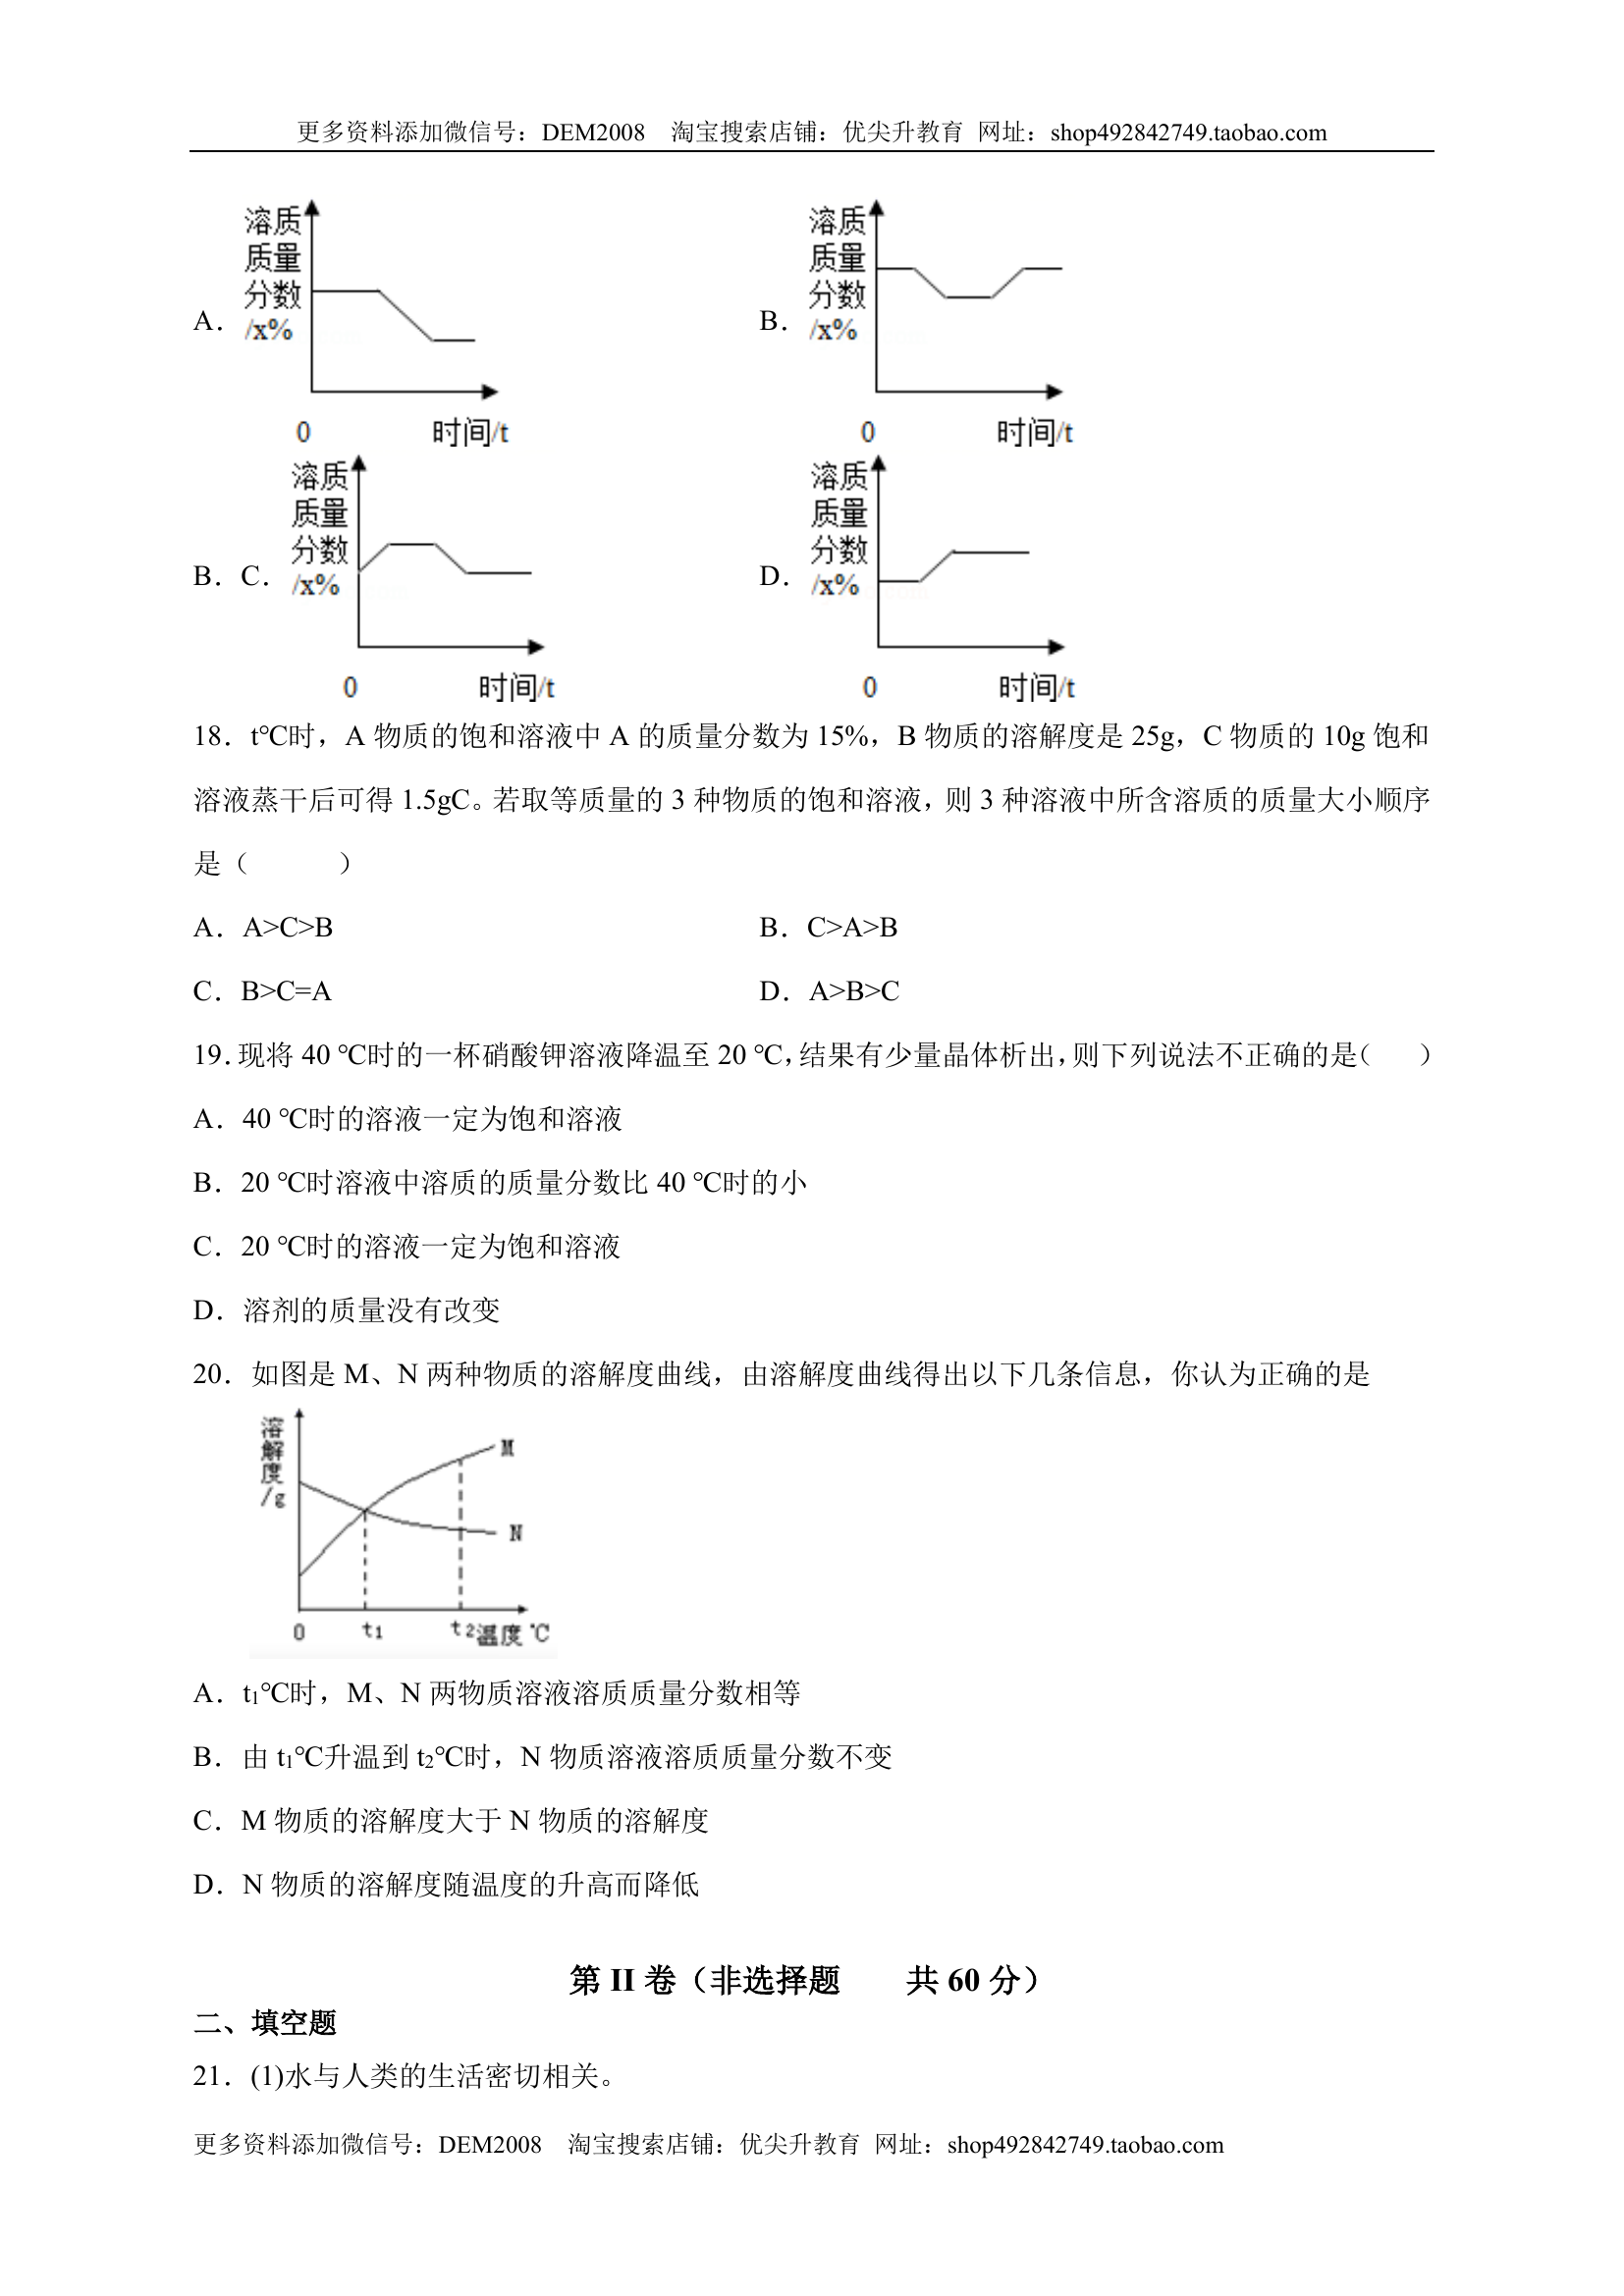 更多资料添加微信号：DEM2008 淘宝搜索店铺：优尖升教育 网址：shop492842749.taobao.com
A．
溶质
质量
分数
/x%
0 时间/t
B．
溶质
质量
分数
/x%
0 时间/t
B．C．
溶质
质量
分数
/x%
0 时间/t
D．
溶质
质量
分数
/x%
0 时间/t
18．t℃时，A 物质的饱和溶液中 A 的质量分数为 15%，B 物质的溶解度是 25g，C 物质的 10g 饱和
溶液蒸干后可得 1.5gC。若取等质量的 3 种物质的饱和溶液，则 3 种溶液中所含溶质的质量大小顺序
是（ ）
A．A>C>B B．C>A>B
C．B>C=A D．A>B>C
19．现将 40 ℃时的一杯硝酸钾溶液降温至 20 ℃，结果有少量晶体析出，则下列说法不正确的是（ ）
A．40 ℃时的溶液一定为饱和溶液
B．20 ℃时溶液中溶质的质量分数比 40 ℃时的小
C．20 ℃时的溶液一定为饱和溶液
D．溶剂的质量没有改变
20．如图是 M、N 两种物质的溶解度曲线，由溶解度曲线得出以下几条信息，你认为正确的是
溶解度/g
M
N
0 t1 t2 温度 ℃
A．t₁℃时，M、N 两物质溶液溶质质量分数相等
B．由 t₁℃升温到 t₂℃时，N 物质溶液溶质质量分数不变
C．M 物质的溶解度大于 N 物质的溶解度
D．N 物质的溶解度随温度的升高而降低
第 II 卷（非选择题 共 60 分）
二、填空题
21．(1)水与人类的生活密切相关。
更多资料添加微信号：DEM2008 淘宝搜索店铺：优尖升教育 网址：shop492842749.taobao.com